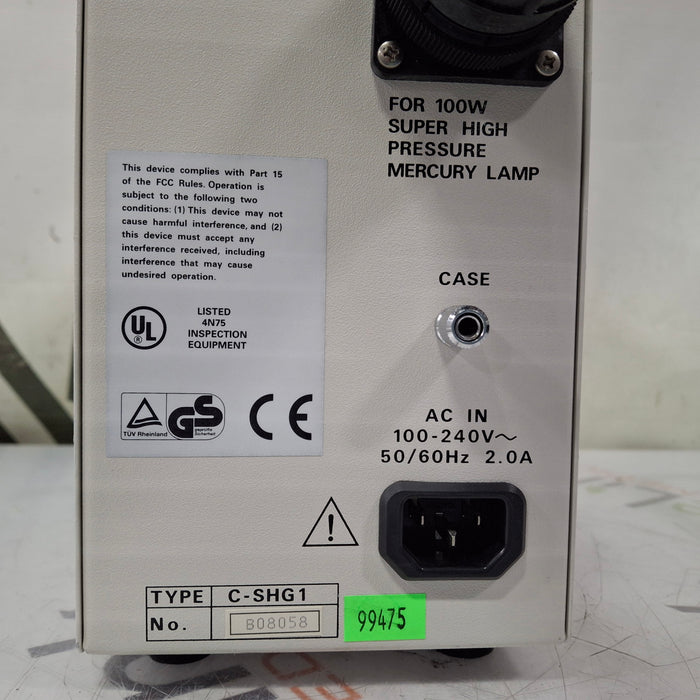 FOR 100W
SUPER HIGH
PRESSURE
MERCURY LAMP
This device complies with Part 15
of the FCC Rules. Operation is
subject to the following two
conditions: (1) This device may not
cause harmful interference, and (2)
this device must accept any
interference received, including
interference that may cause
undesired operation.
CASE
UL
®
LISTED
4N75
INSPECTION
EQUIPMENT
TÜV Rheinland
GS
geprüfte
Sicherheit
CE
AC IN
100-240V～
50/60Hz 2.0A
!
TYPE C-SHG1
No. B08058
99475